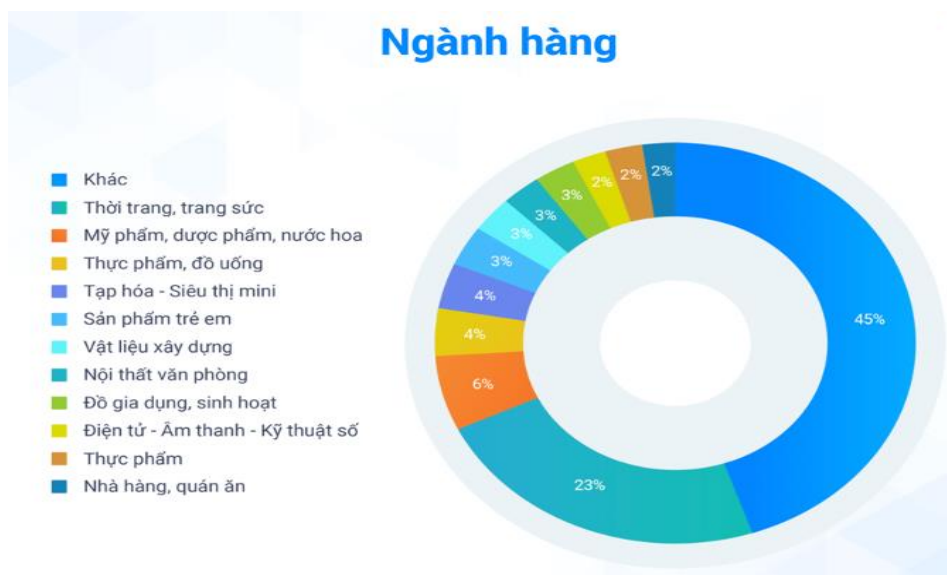 Ngành hàng
Khác
Thời trang, trang sức
Mỹ phẩm, dược phẩm, nước hoa
Thực phẩm, đồ uống
Tạp hóa - Siêu thị mini
Sản phẩm trẻ em
Vật liệu xây dựng
Nội thất văn phòng
Đồ gia dụng, sinh hoạt
Điện tử - Âm thanh - Kỹ thuật số
Thực phẩm
Nhà hàng, quán ăn
45%
23%
6%
4%
4%
3%
3%
3%
3%
2%
2%
2%